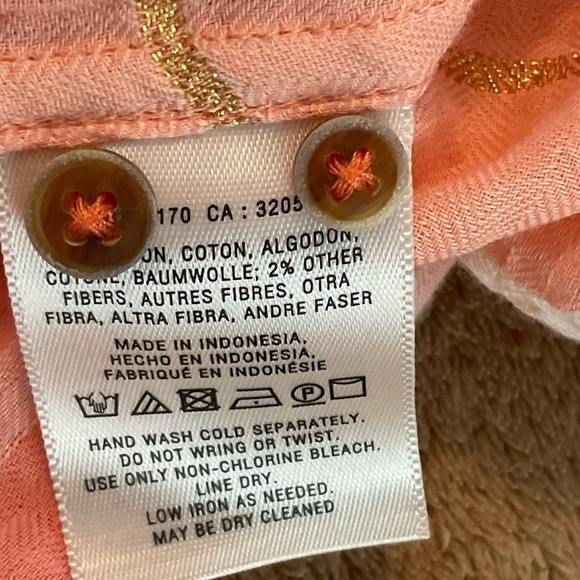 170 CA : 3205
COTON, ALGODON,
BAUMWOLLE; 2% OTHER
FIBERS, AUTRES FIBRES, OTRA
FIBRA, ALTRA FIBRA, ANDRE FASER
MADE IN INDONESIA,
HECHO EN INDONESIA,
FABRIQUÉ EN INDONÉSIE
P
HAND WASH COLD SEPARATELY.
DO NOT WRING OR TWIST.
USE ONLY NON-CHLORINE BLEACH.
LINE DRY.
LOW IRON AS NEEDED.
MAY BE DRY CLEANED